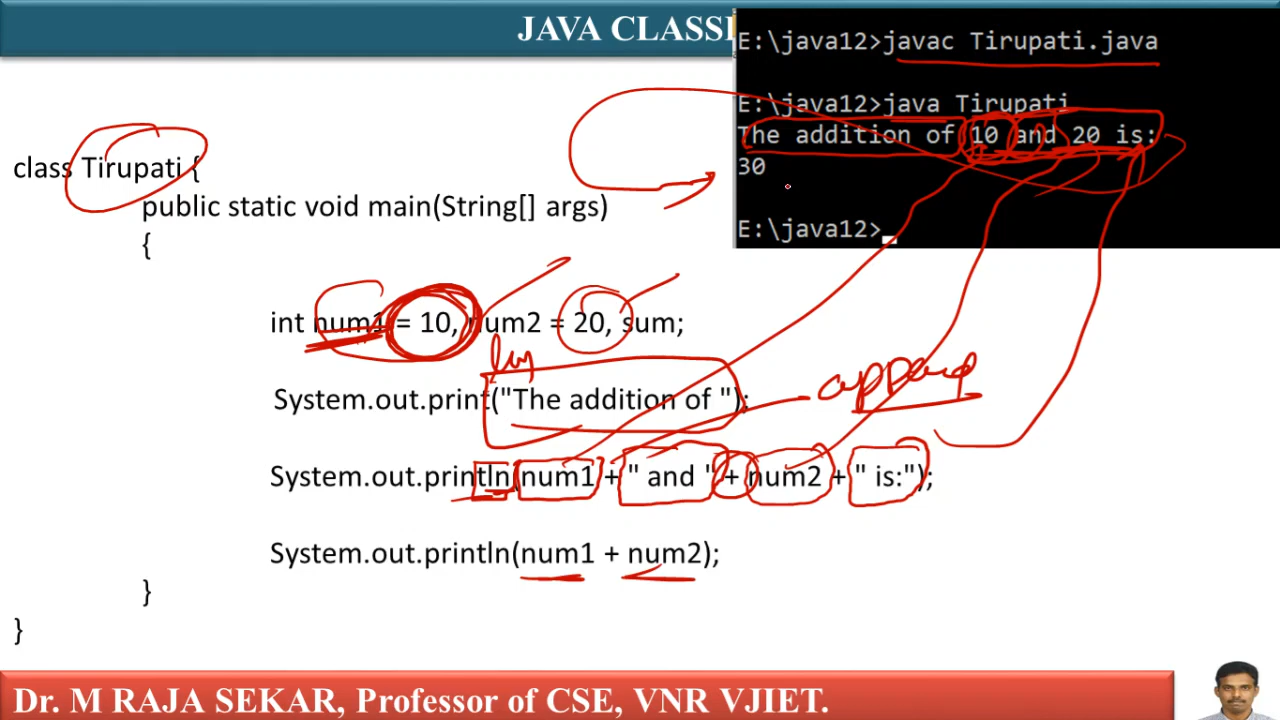 JAVA CLASSE
E:\java12>javac Tirupati.java
E:\java12>java Tirupati
The addition of 10 and 20 is:
30
E:\java12>
class Tirupati {
public static void main(String[] args)
{
int num1 = 10, num2 = 20, sum;
System.out.print("The addition of ");
append
System.out.println(num1 + " and " + num2 + " is:");
System.out.println(num1 + num2);
}
}
Dr. M RAJA SEKAR, Professor of CSE, VNR VJIET.